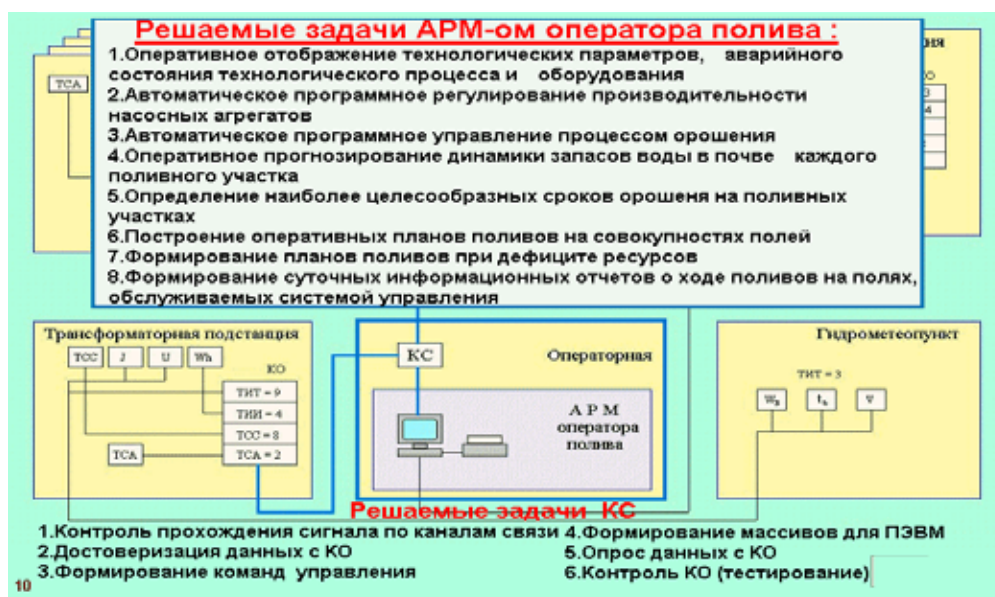 Решаемые задачи АРМ-ом оператора полива :
1.Оперативное отображение технологических параметров, аварийного
состояния технологического процесса и оборудования
2.Автоматическое программное регулирование производительности
насосных агрегатов
3.Автоматическое программное управление процессом орошения
4.Оперативное прогнозирование динамики запасов воды в почве каждого
поливного участка
5.Определение наиболее целесообразных сроков орошеня на поливных
участках
6.Построение оперативных планов поливов на совокупностях полей
7.Формирование планов поливов при дефиците ресурсов
8.Формирование суточных информационных отчетов о ходе поливов на полях,
обслуживаемых системой управления
ТСА
Трансформаторная подстанция
ТСС J U Wh
КО
ТИТ = 9
ТИИ = 4
ТСС = 8
ТСА = 2
ТСА
КС
Операторная
А Р М
оператора
полива
Гидрометеопункт
ТИТ = 3
Решаемые задачи КС
1.Контроль прохождения сигнала по каналам связи
2.Достоверизация данных с КО
3.Формирование команд управления
4.Формирование массивов для ПЭВМ
5.Опрос данных с КО
6.Контроль КО (тестирование)
10